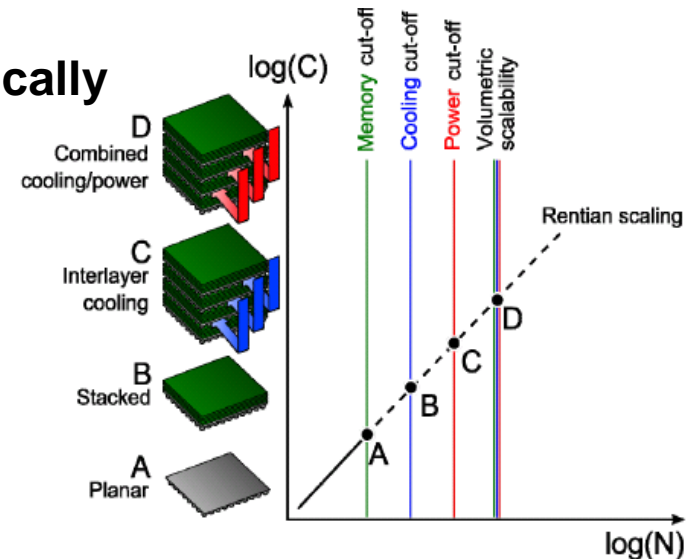 cally
log(C)
Memory cut-off
Cooling cut-off
Power cut-off
Volumetric
scalability
D
Combined
cooling/power
C
Interlayer
cooling
B
Stacked
A
Planar
Rentian scaling
D
C
B
A
log(N)